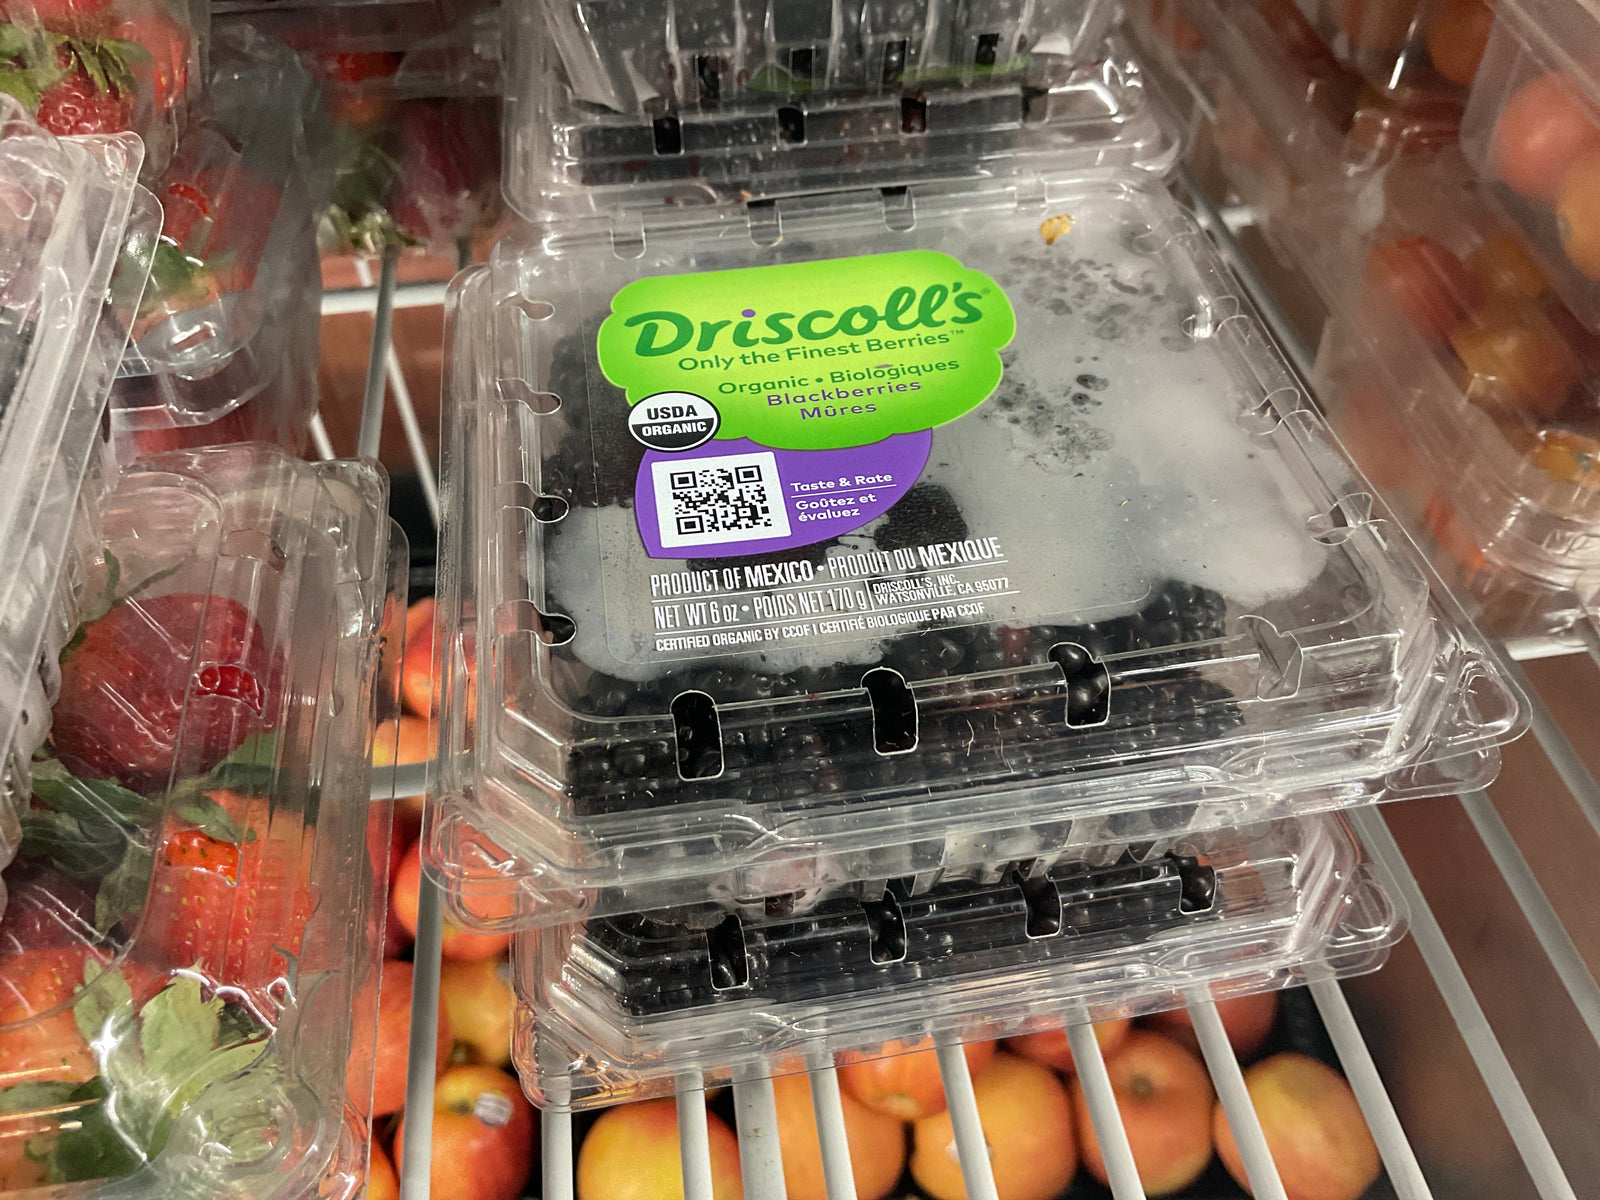 Driscoll's®
Only the Finest Berries™
Organic • Biologiques
Blackberries
Mûres
USDA
ORGANIC
Taste & Rate
Goûtez et
évaluez
PRODUCT OF MEXICO • PRODUIT DU MEXIQUE
NET WT 6 oz • POIDS NET 170 g
DRISCOLL'S, INC.
WATSONVILLE, CA 95077
CERTIFIED ORGANIC BY CCOF | CERTIFIÉ BIOLOGIQUE PAR CCOF